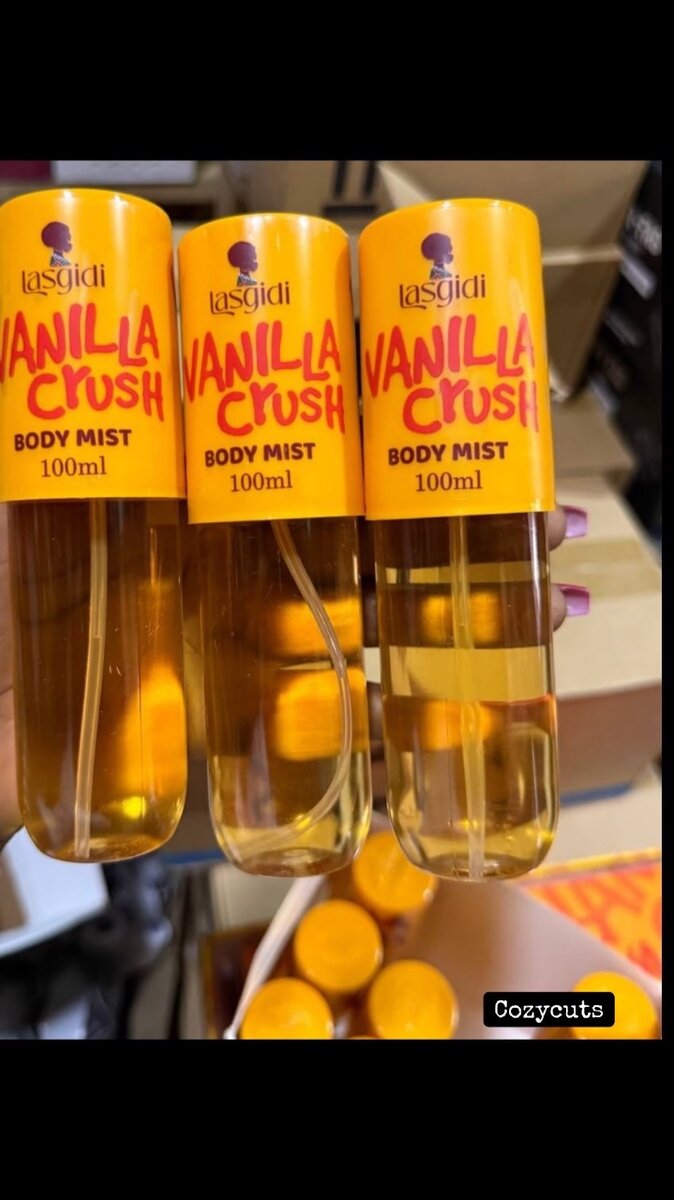 Lasgidi
VANILLA
Crush
BODY MIST
100ml
Lasgidi
VANILLA
Crush
BODY MIST
100ml
Lasgidi
VANILLA
Crush
BODY MIST
100ml
Cozycuts